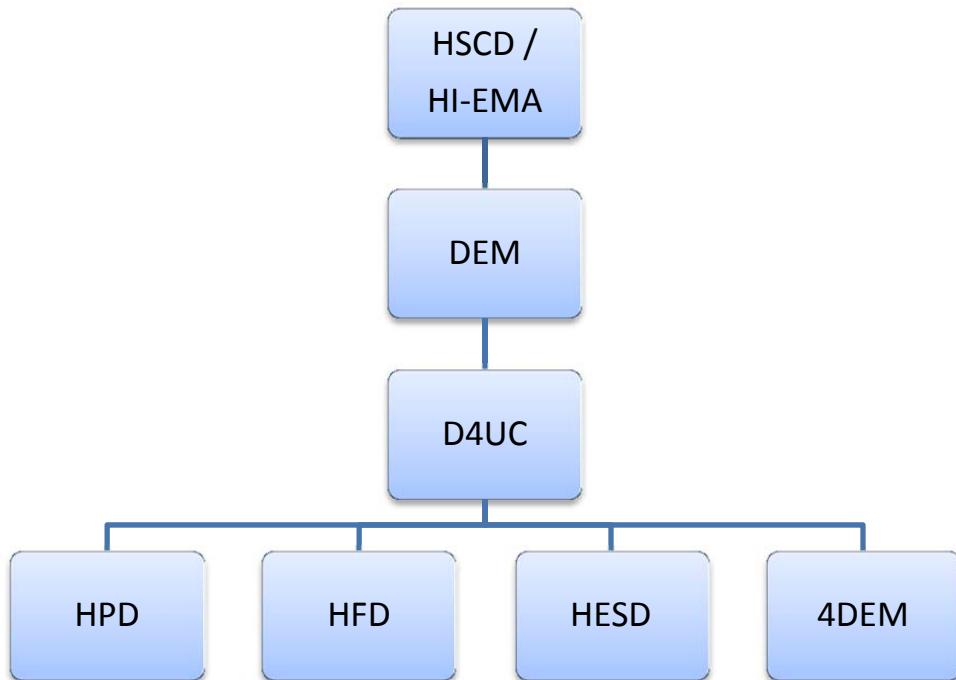 HSCD /
HI-EMA
DEM
D4UC
HPD
HFD
HESD
4DEM